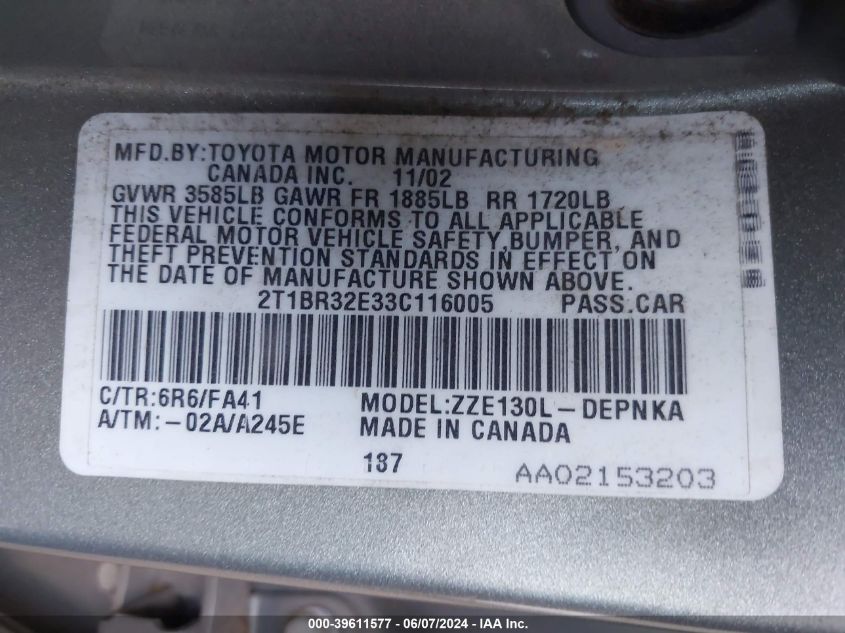 MFD.BY:TOYOTA MOTOR MANUFACTURING
CANADA INC. 11/02
GVWR 3585LB GAWR FR 1885LB RR 1720LB
THIS VEHICLE CONFORMS TO ALL APPLICABLE
FEDERAL MOTOR VEHICLE SAFETY,BUMPER, AND
THEFT PREVENTION STANDARDS IN EFFECT ON
THE DATE OF MANUFACTURE SHOWN ABOVE.
2T1BR32E33C116005 PASS.CAR
C/TR:6R6/FA41 MODEL:ZZE130L-DEPNKA
A/TM:-02A/A245E MADE IN CANADA
187 AA02153203
000-39611577 - 06/07/2024 - © IAA Inc.